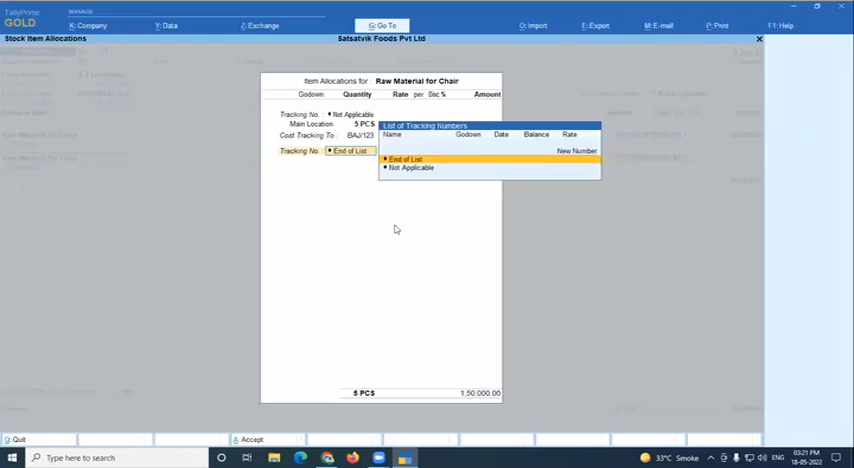 TallyPrime
GOLD
MANAGE
K: Company
Y: Data
Z: Exchange
G: Go To
O: Import
E: Export
M: E-mail
P: Print
F1: Help
Stock Item Allocations
Satsatvik Foods Pvt Ltd
Item Allocations for : Raw Material for Chair
Godown Quantity Rate per Disc % Amount
Tracking No. : • Not Applicable
Main Location 5 PCS
Cost Tracking To : BAJ/123
Tracking No. : • End of List
List of Tracking Numbers
Name Godown Date Balance Rate
New Number
• End of List
• Not Applicable
5 PCS 1,50,000.00
Q: Quit
A: Accept
Type here to search
33°C Smoke
ENG
03:21 PM
18-05-2022